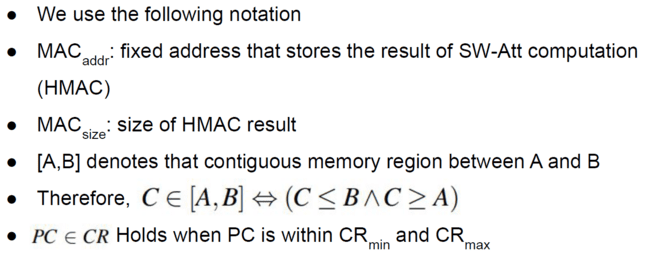 ● We use the following notation
● MACaddr: fixed address that stores the result of SW-Att computation
(HMAC)
● MACsize: size of HMAC result
● [A,B] denotes that contiguous memory region between A and B
● Therefore, C ∈ [A,B] ⇔ (C ≤ B ∧ C ≥ A)
● PC ∈ CR Holds when PC is within CRmin and CRmax